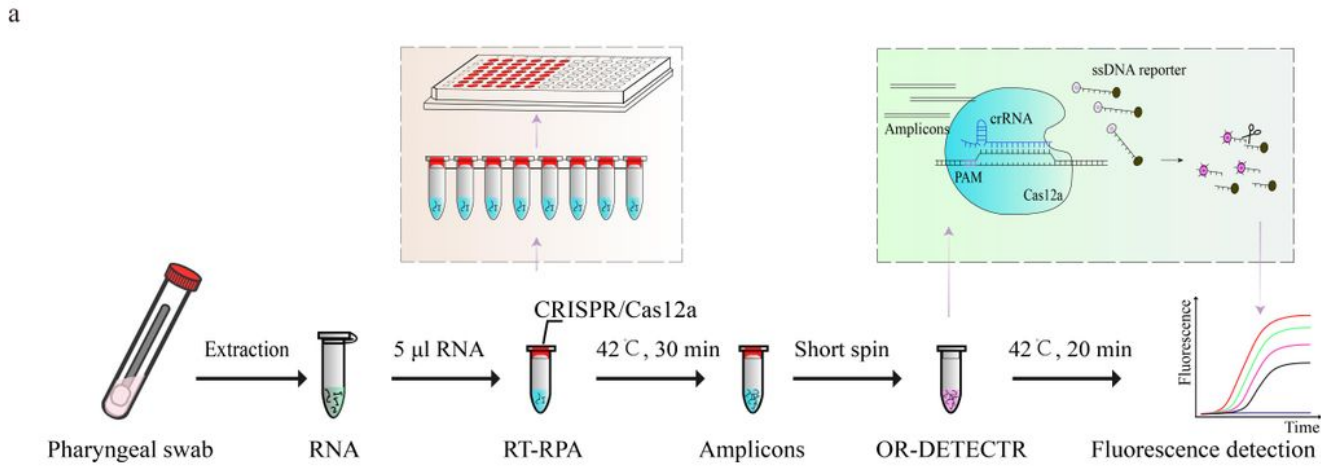 a
ssDNA reporter
Amplicons
crRNA
PAM
Cas12a
CRISPR/Cas12a
Extraction
5 μl RNA
42℃, 30 min
Short spin
42℃, 20 min
Fluorescence
Time
Pharyngeal swab
RNA
RT-RPA
Amplicons
OR-DETECTR
Fluorescence detection